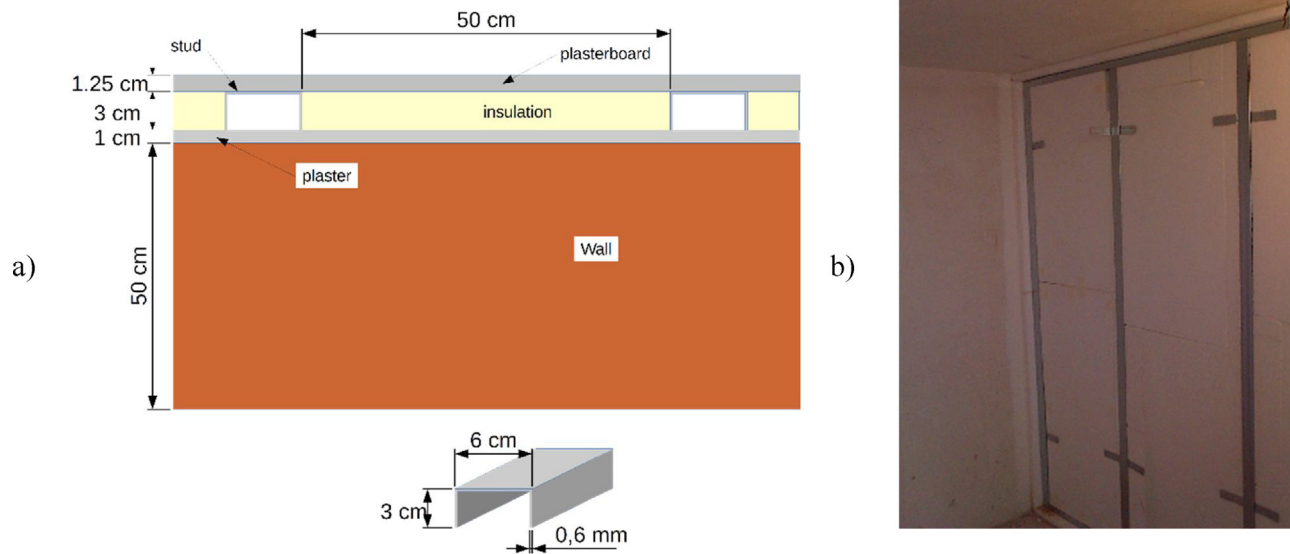 50 cm
stud
plasterboard
1.25 cm
3 cm
insulation
1 cm
plaster
Wall
50 cm
a)
b)
6 cm
3 cm
0,6 mm